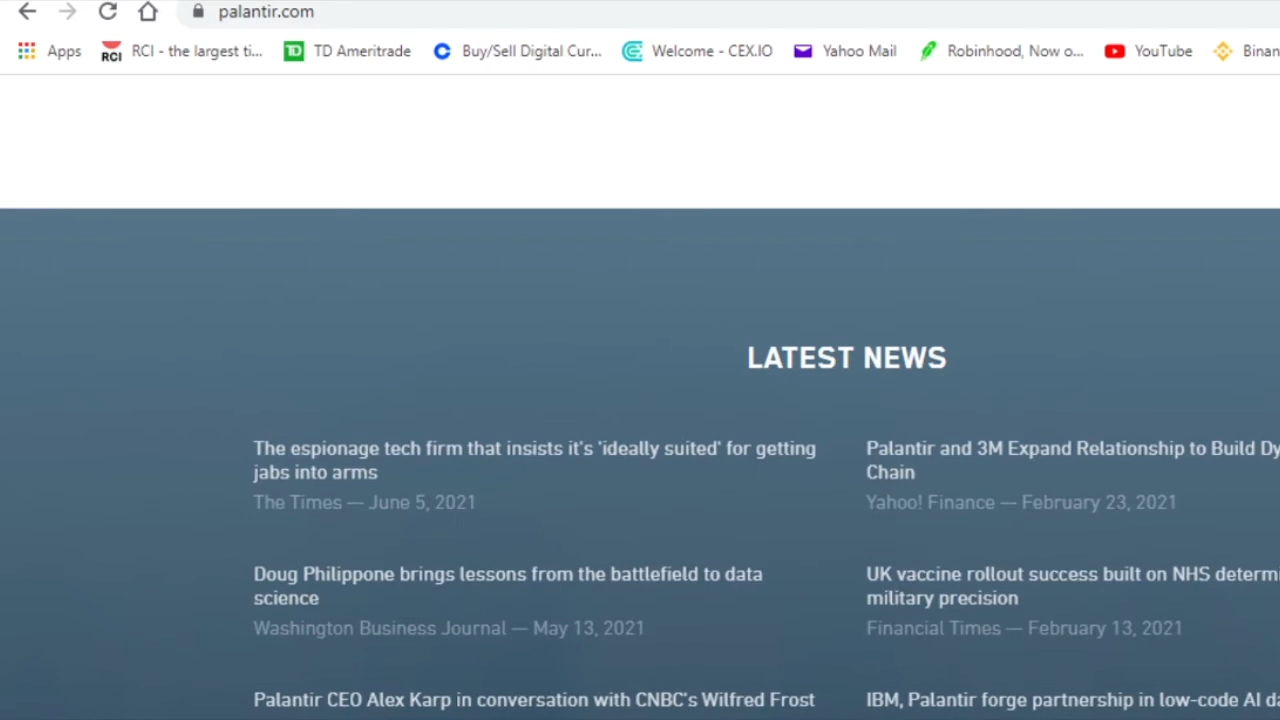 palantir.com
Apps
RCI
RCI - the largest ti...
TD
TD Ameritrade
Buy/Sell Digital Cur...
Welcome - CEX.IO
Yahoo Mail
Robinhood, Now o...
YouTube
Binan
LATEST NEWS
The espionage tech firm that insists it's 'ideally suited' for getting
jabs into arms
The Times — June 5, 2021
Doug Philippone brings lessons from the battlefield to data
science
Washington Business Journal — May 13, 2021
Palantir CEO Alex Karp in conversation with CNBC's Wilfred Frost
Palantir and 3M Expand Relationship to Build Dy
Chain
Yahoo! Finance — February 23, 2021
UK vaccine rollout success built on NHS determi
military precision
Financial Times — February 13, 2021
IBM, Palantir forge partnership in low-code AI da